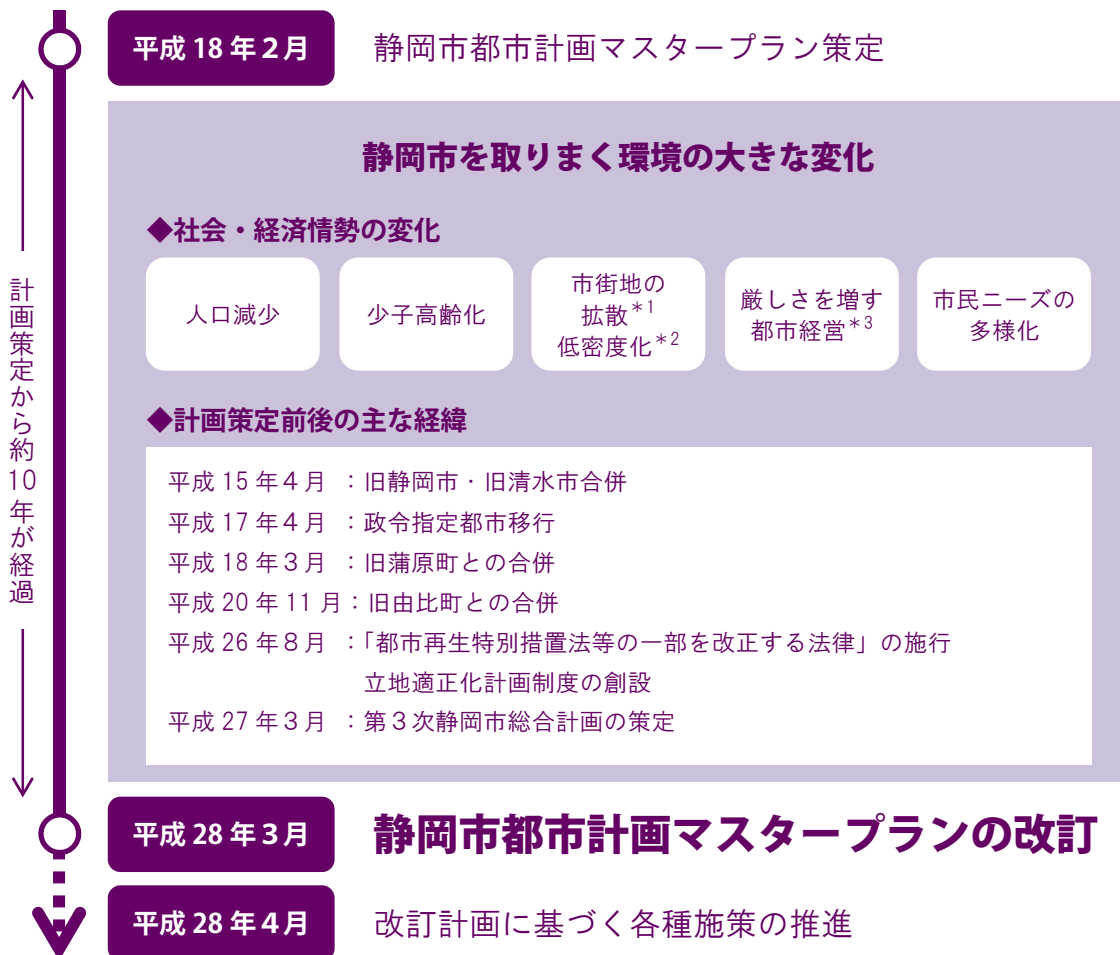 平成 18 年２月
静岡市都市計画マスタープラン策定
計画策定から約10年が経過
静岡市を取りまく環境の大きな変化
◆社会・経済情勢の変化
人口減少
少子高齢化
市街地の
拡散＊1
低密度化＊2
厳しさを増す
都市経営＊3
市民ニーズの
多様化
◆計画策定前後の主な経緯
平成 15 年４月 ：旧静岡市・旧清水市合併
平成 17 年４月 ：政令指定都市移行
平成 18 年３月 ：旧蒲原町との合併
平成 20 年 11 月：旧由比町との合併
平成 26 年８月 ：「都市再生特別措置法等の一部を改正する法律」の施行
立地適正化計画制度の創設
平成 27 年３月 ：第３次静岡市総合計画の策定
平成 28 年３月
静岡市都市計画マスタープランの改訂
平成 28 年４月
改訂計画に基づく各種施策の推進